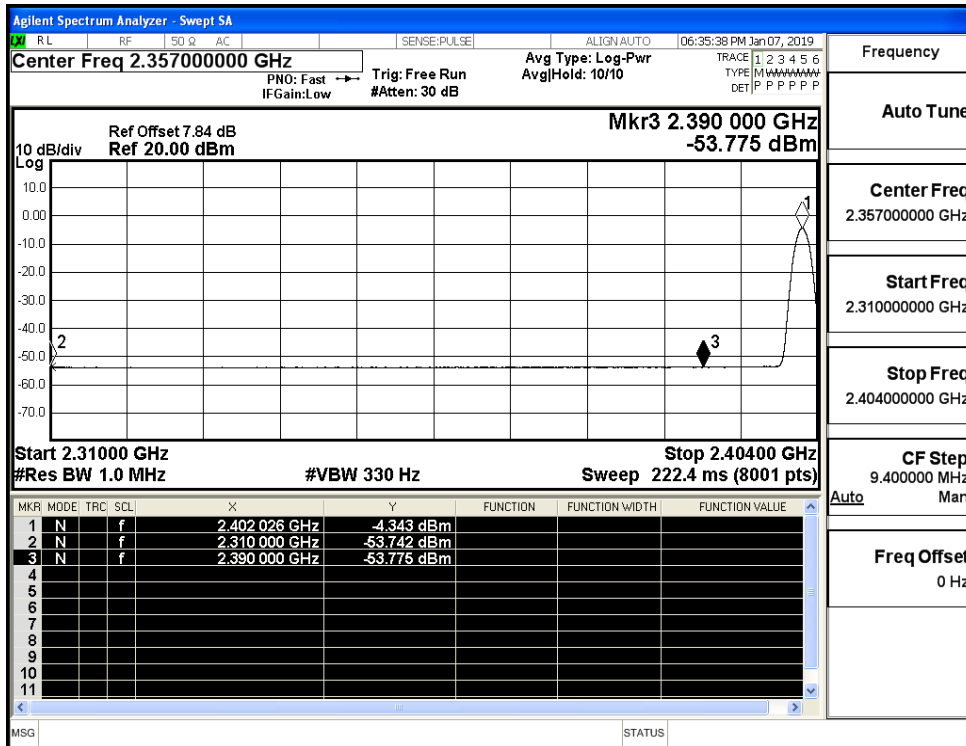 Agilent Spectrum Analyzer - Swept SA
LXI RL RF 50 Ω AC SENSE:PULSE ALIGN AUTO 06:35:38 PM Jan 07, 2019
Center Freq 2.357000000 GHz
PNO: Fast
IFGain:Low
Trig: Free Run
#Atten: 30 dB
Avg Type: Log-Pwr
Avg|Hold: 10/10
TRACE 1 2 3 4 5 6
TYPE M WWWWW
DET P P P P P P
Ref Offset 7.84 dB
Mkr3 2.390 000 GHz
10 dB/div Ref 20.00 dBm -53.775 dBm
Log
10.0
0.00
-10.0
-20.0
-30.0
-40.0
-50.0
-60.0
-70.0
1
2
3
Start 2.31000 GHz Stop 2.40400 GHz
#Res BW 1.0 MHz #VBW 330 Hz Sweep 222.4 ms (8001 pts)
MKR MODE TRC SCL X Y FUNCTION FUNCTION WIDTH FUNCTION VALUE
1 N f 2.402 026 GHz -4.343 dBm
2 N f 2.310 000 GHz -53.742 dBm
3 N f 2.390 000 GHz -53.775 dBm
4
5
6
7
8
9
10
11
MSG STATUS
Frequency
Auto Tune
Center Freq
2.357000000 GHz
Start Freq
2.310000000 GHz
Stop Freq
2.404000000 GHz
CF Step
9.400000 MHz
Auto Man
Freq Offset
0 Hz